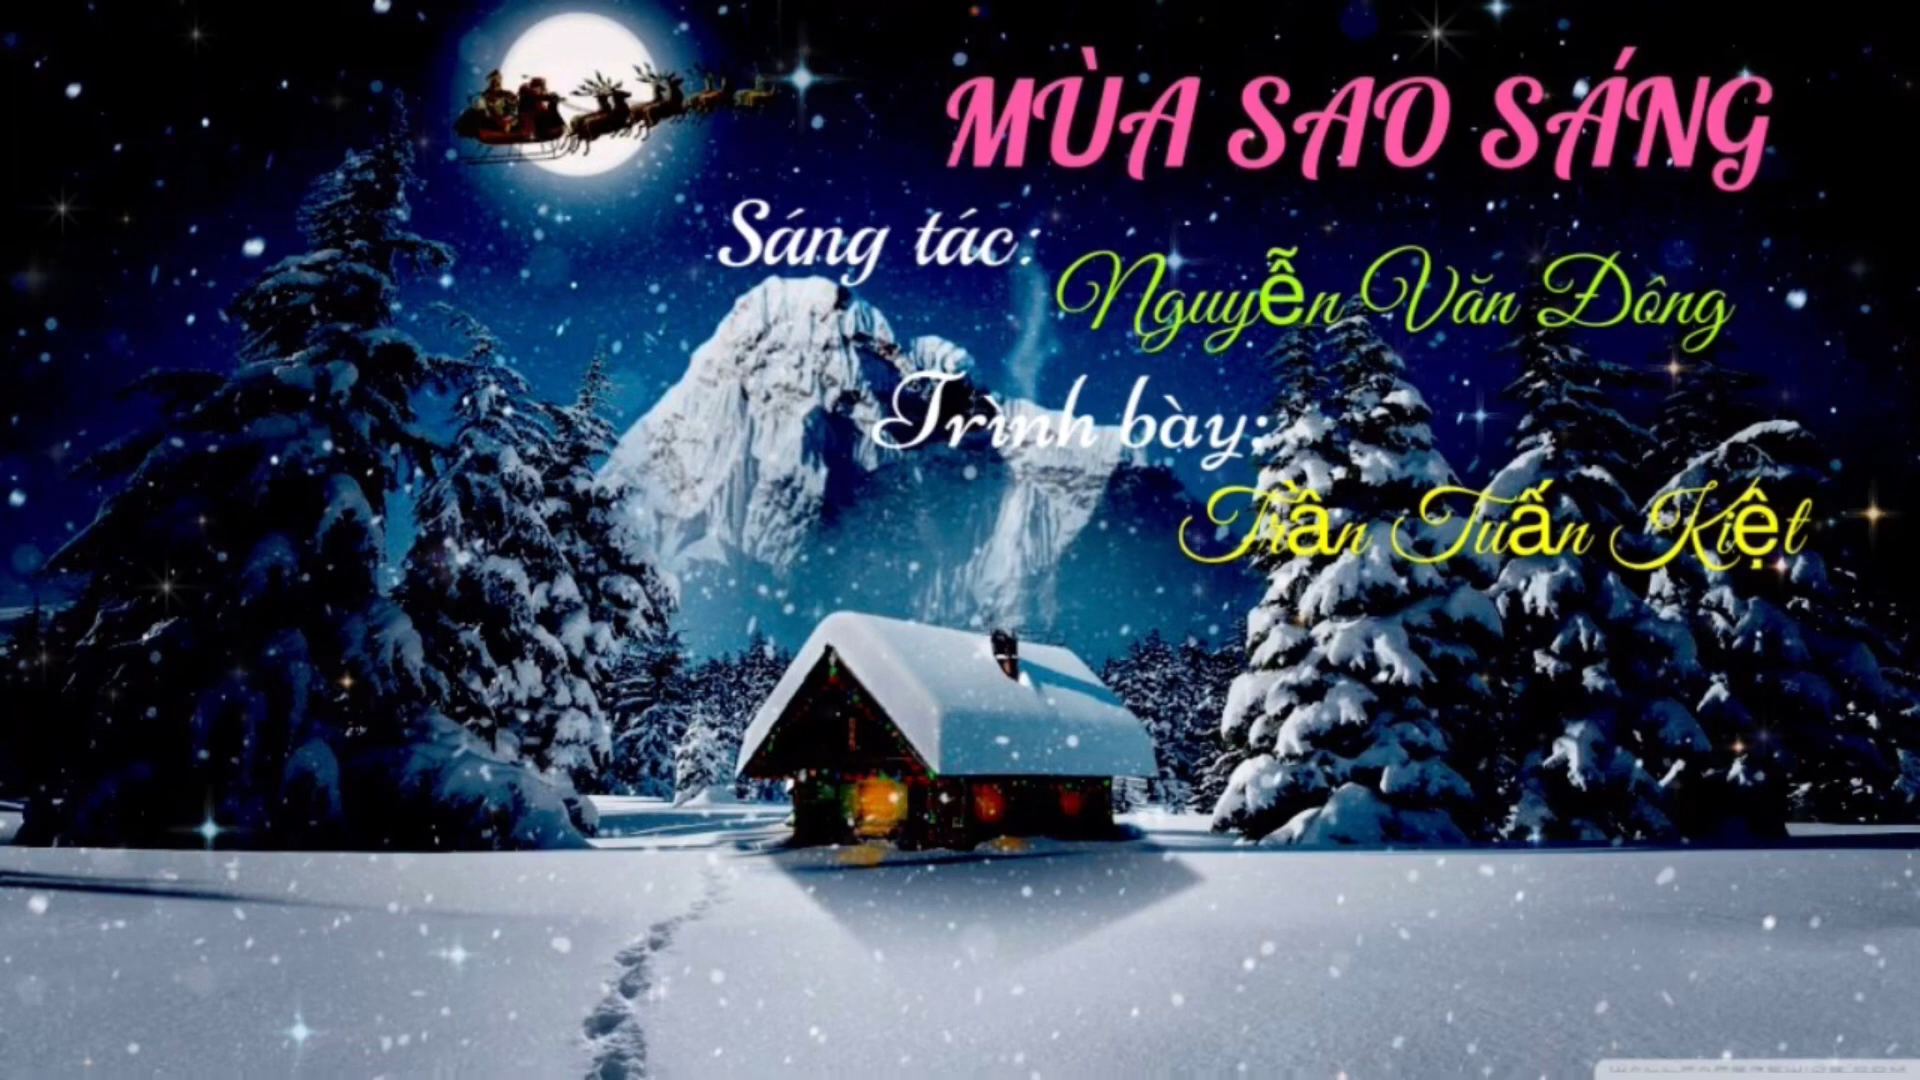 MÙA SAO SÁNG
Sáng tác:
Nguyễn Văn Đông
Trình bày:
Trần Tuấn Kiệt